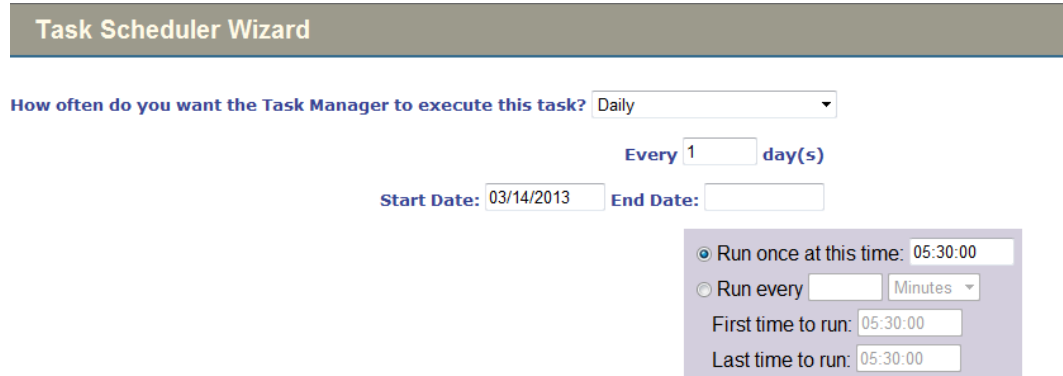 Task Scheduler Wizard
How often do you want the Task Manager to execute this task? Daily
Every 1 day(s)
Start Date: 03/14/2013 End Date:
Run once at this time: 05:30:00
Run every Minutes
First time to run: 05:30:00
Last time to run: 05:30:00